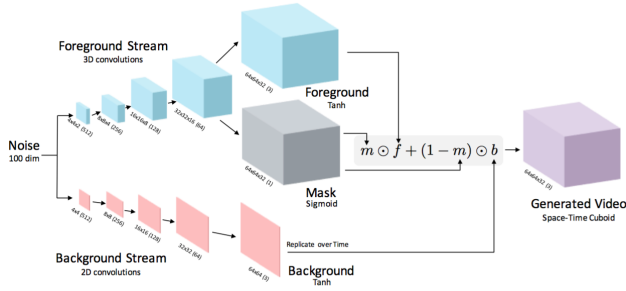 Foreground Stream
3D convolutions
4x4x2 (512)
8x8x4 (256)
16x16x8 (128)
32x32x16 (64)
64x64x32 (3)
Foreground
Tanh
64x64x32 (1)
Mask
Sigmoid
Noise
100 dim
m ⊙ f + (1 − m) ⊙ b
64x64x32 (3)
Generated Video
Space-Time Cuboid
4x4 (512)
8x8 (256)
16x16 (128)
32x32 (64)
64x64 (3)
Replicate over Time
Background Stream
2D convolutions
Background
Tanh